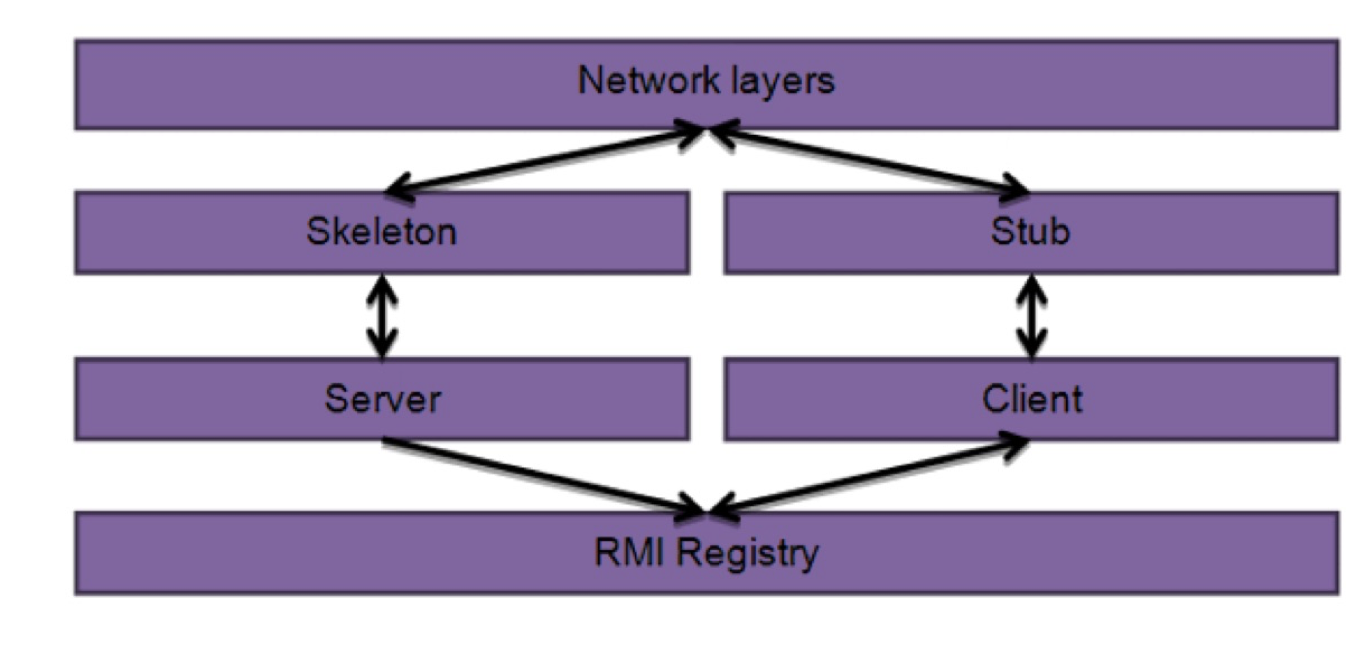 Network layers
Skeleton
Stub
Server
Client
RMI Registry